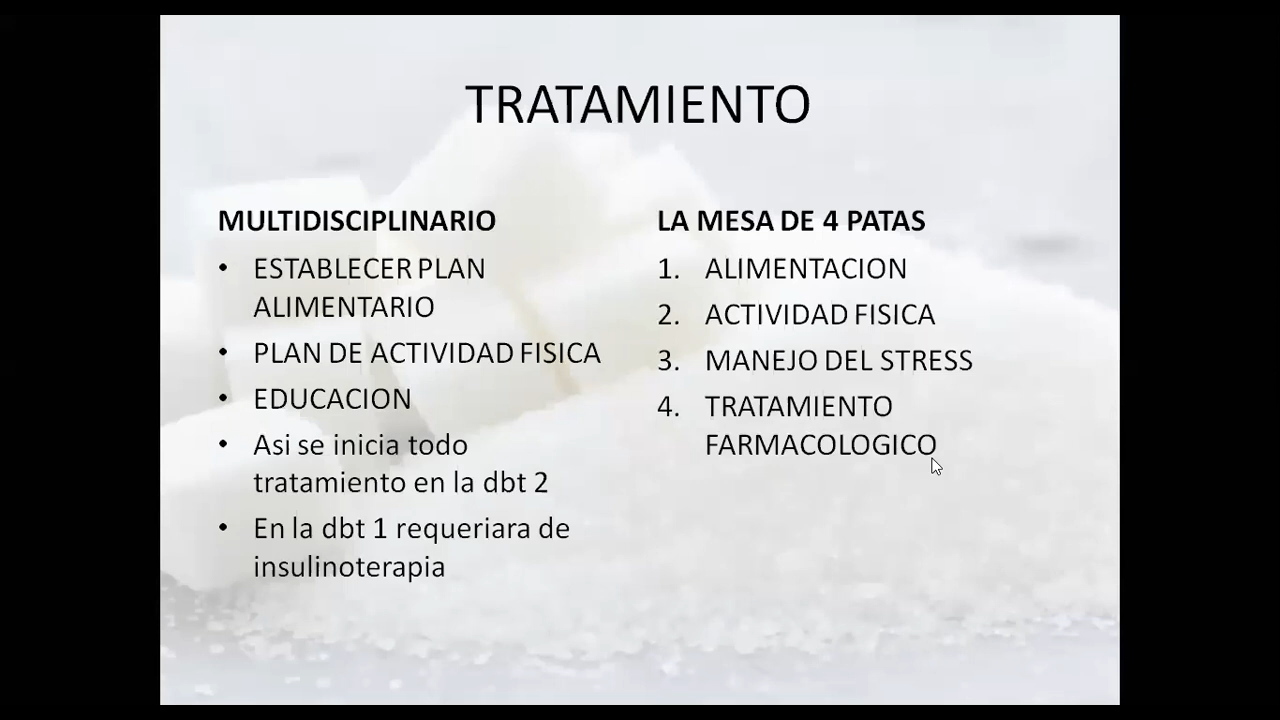 TRATAMIENTO
MULTIDISCIPLINARIO
• ESTABLECER PLAN
ALIMENTARIO
• PLAN DE ACTIVIDAD FISICA
• EDUCACION
• Asi se inicia todo
tratamiento en la dbt 2
• En la dbt 1 requeriara de
insulinoterapia
LA MESA DE 4 PATAS
1. ALIMENTACION
2. ACTIVIDAD FISICA
3. MANEJO DEL STRESS
4. TRATAMIENTO
FARMACOLOGICO